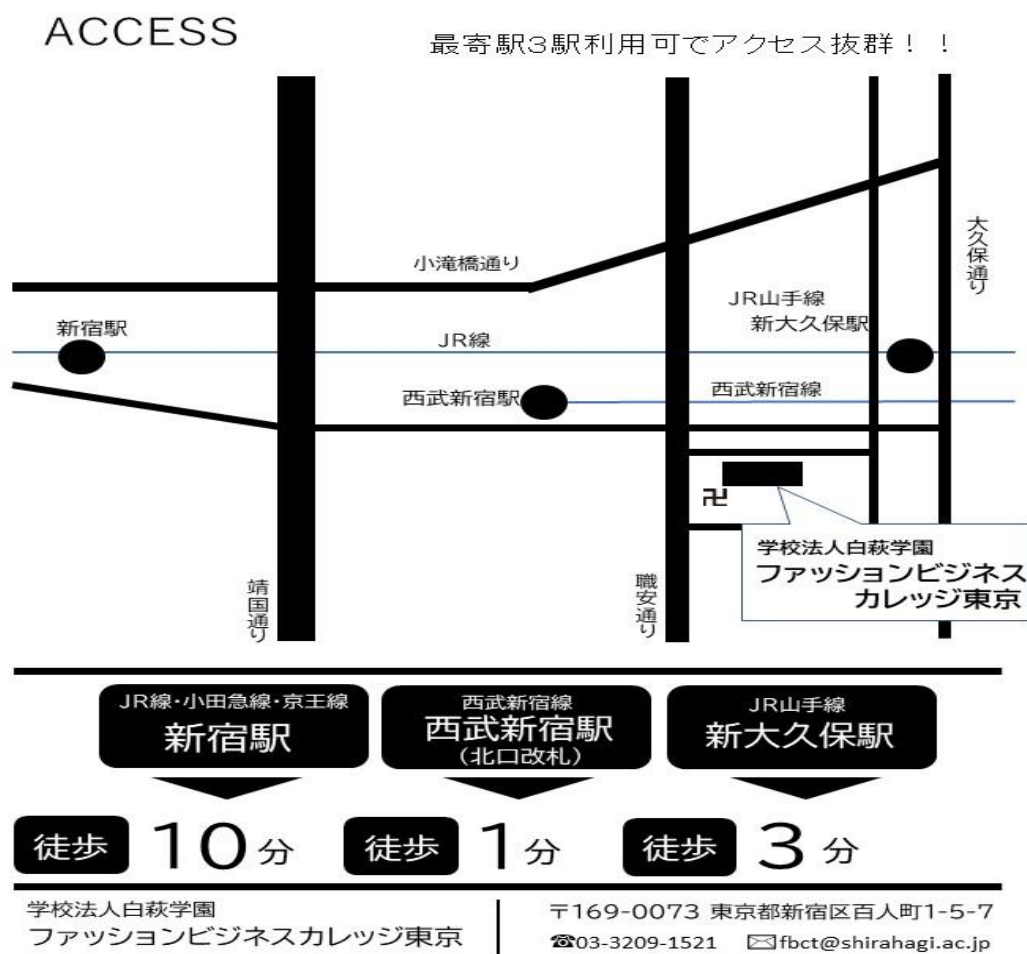 ACCESS
最寄駅3駅利用可でアクセス抜群！！
大久保通り
小滝橋通り
JR山手線
新大久保駅
新宿駅
JR線
西武新宿駅
西武新宿線
卍
学校法人白萩学園
ファッションビジネス
カレッジ東京
靖国通り
職安通り
JR線・小田急線・京王線
新宿駅
西武新宿線
西武新宿駅
（北口改札）
JR山手線
新大久保駅
徒歩 10分
徒歩 1分
徒歩 3分
学校法人白萩学園
ファッションビジネスカレッジ東京
〒169-0073 東京都新宿区百人町1-5-7
☎03-3209-1521 ✉fbct@shirahagi.ac.jp